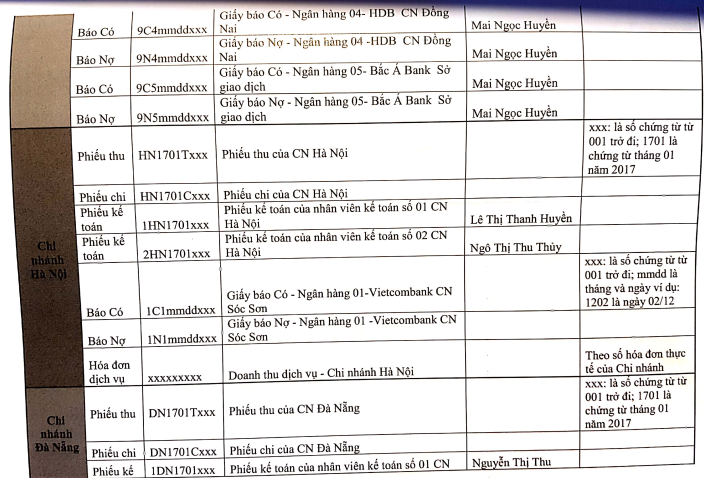 Báo Có 9C4mmddxxx Giấy báo Có - Ngân hàng 04- HDB CN Đồng Nai Mai Ngọc Huyền
Báo Nợ 9N4mmddxxx Giấy báo Nợ - Ngân hàng 04 -HDB CN Đồng Nai Mai Ngọc Huyền
Báo Có 9C5mmddxxx Giấy báo Có - Ngân hàng 05- Bắc Á Bank Sở giao dịch Mai Ngọc Huyền
Báo Nợ 9N5mmddxxx Giấy báo Nợ - Ngân hàng 05- Bắc Á Bank Sở giao dịch Mai Ngọc Huyền
Chi nhánh Hà Nội
Phiếu thu HN1701Txxx Phiếu thu của CN Hà Nội xxx: là số chứng từ từ 001 trở đi; 1701 là chứng từ tháng 01 năm 2017
Phiếu chi HN1701Cxxx Phiếu chi của CN Hà Nội
Phiếu kế toán 1HN1701xxx Phiếu kế toán của nhân viên kế toán số 01 CN Hà Nội Lê Thị Thanh Huyền
Phiếu kế toán 2HN1701xxx Phiếu kế toán của nhân viên kế toán số 02 CN Hà Nội Ngô Thị Thu Thủy
Báo Có 1C1mmddxxx Giấy báo Có - Ngân hàng 01-Vietcombank CN Sóc Sơn xxx: là số chứng từ từ 001 trở đi; mmdd là tháng và ngày ví dụ: 1202 là ngày 02/12
Báo Nợ 1N1mmddxxx Giấy báo Nợ - Ngân hàng 01 -Vietcombank CN Sóc Sơn
Hóa đơn dịch vụ xxxxxxxxx Doanh thu dịch vụ - Chi nhánh Hà Nội Theo số hóa đơn thực tế của Chi nhánh
Chi nhánh Đà Nẵng
Phiếu thu DN1701Txxx Phiếu thu của CN Đà Nẵng xxx: là số chứng từ từ 001 trở đi; 1701 là chứng từ tháng 01 năm 2017
Phiếu chi DN1701Cxxx Phiếu chi của CN Đà Nẵng
Phiếu kế 1DN1701xxx Phiếu kế toán của nhân viên kế toán số 01 CN Nguyễn Thị Thu